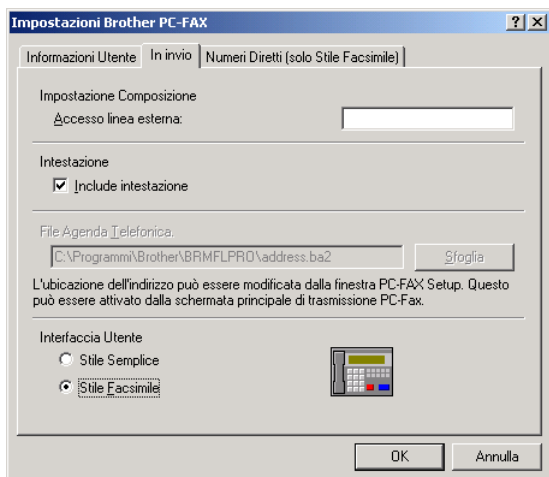 Impostazioni Brother PC-FAX
Informazioni Utente
In invio
Numeri Diretti (solo Stile Facsimile)
Impostazione Composizione
Accesso linea esterna:
Intestazione
Include intestazione
File Agenda Telefonica.
C:\Programmi\Brother\BRMFLPRO\address.ba2
Sfoglia
L'ubicazione dell'indirizzo può essere modificata dalla finestra PC-FAX Setup. Questo
può essere attivato dalla schermata principale di trasmissione PC-Fax.
Interfaccia Utente
Stile Semplice
Stile Facsimile
OK
Annulla